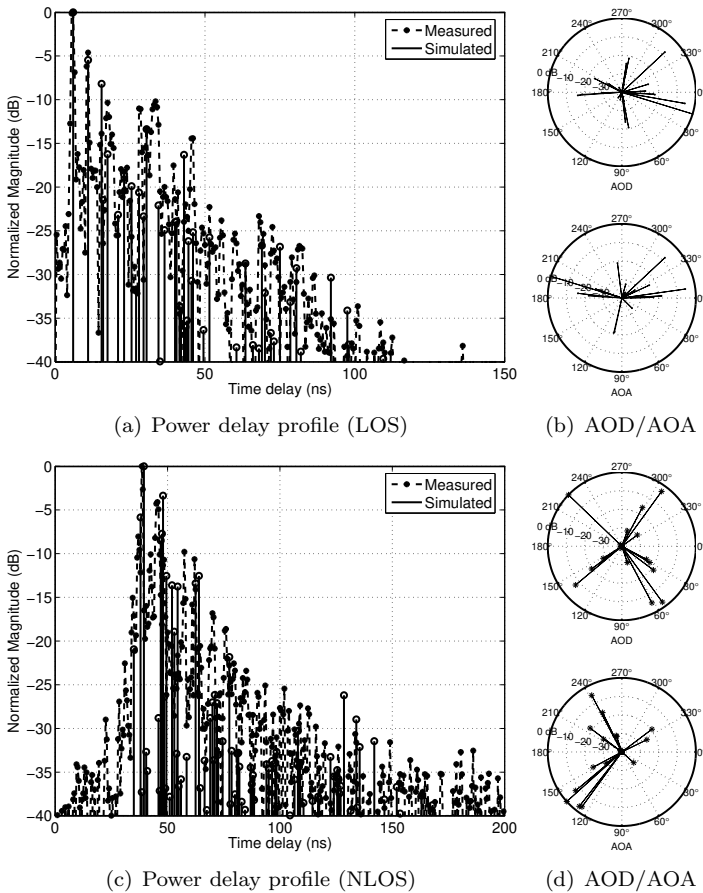 0
−5
−10
−15
−20
−25
−30
−35
−40
Normalized Magnitude (dB)
0 50 100 150
Time delay (ns)
Measured
Simulated
270°
240° 300°
210° 330°
0 dB −10 −20 −30
180° 0
150° 30°
120° 60°
90°
AOD
270°
240° 300°
210° 330°
0 dB −10 −20 −30
180° 0
150° 30°
120° 60°
90°
AOA
(a) Power delay profile (LOS)
(b) AOD/AOA
0
−5
−10
−15
−20
−25
−30
−35
−40
Normalized Magnitude (dB)
0 50 100 150 200
Time delay (ns)
Measured
Simulated
270°
240° 300°
210° 330°
0 dB −10 −20 −30
180° 0
150° 30°
120° 60°
90°
AOD
270°
240° 300°
210° 330°
0 dB −10 −20 −30
180° 0
150° 30°
120° 60°
90°
AOA
(c) Power delay profile (NLOS)
(d) AOD/AOA